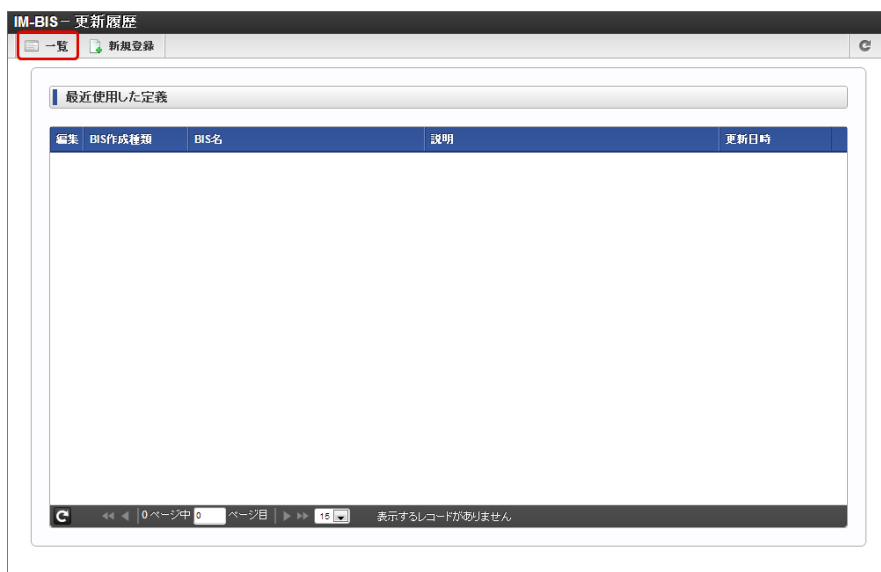 IM-BIS－更新履歴
一覧 新規登録
最近使用した定義
編集 BIS作成種類 BIS名 説明 更新日時
0 ページ中 0 ページ目 15 表示するレコードがありません